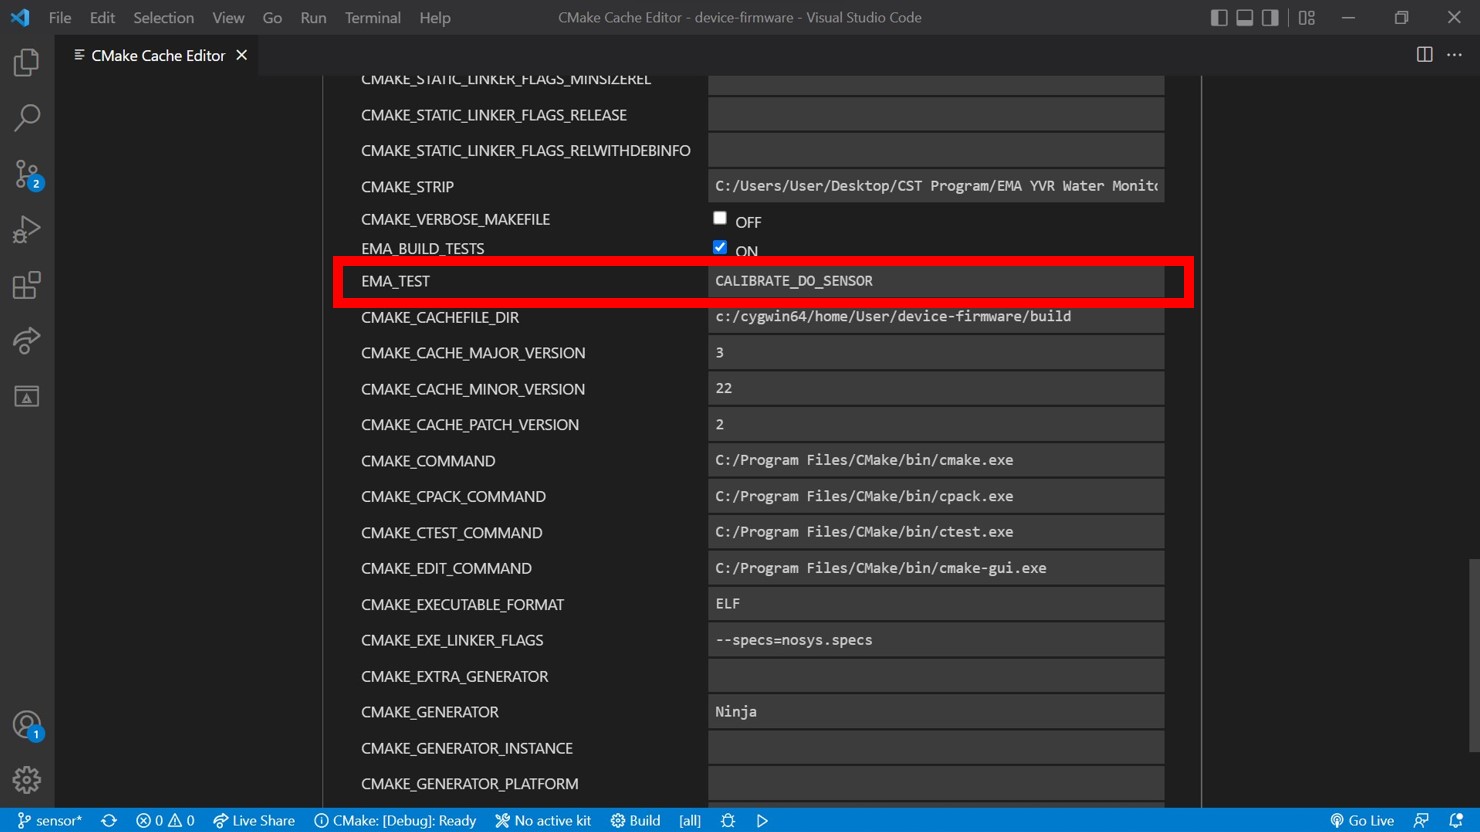 File Edit Selection View Go Run Terminal Help CMake Cache Editor - device-firmware - Visual Studio Code
CMake Cache Editor
CMAKE_STATIC_LINKER_FLAGS_MINSIZEREL
CMAKE_STATIC_LINKER_FLAGS_RELEASE
CMAKE_STATIC_LINKER_FLAGS_RELWITHDEBINFO
CMAKE_STRIP C:/Users/User/Desktop/CST Program/EMA YVR Water Monito
CMAKE_VERBOSE_MAKEFILE OFF
EMA_BUILD_TESTS ON
EMA_TEST CALIBRATE_DO_SENSOR
CMAKE_CACHEFILE_DIR c:/cygwin64/home/User/device-firmware/build
CMAKE_CACHE_MAJOR_VERSION 3
CMAKE_CACHE_MINOR_VERSION 22
CMAKE_CACHE_PATCH_VERSION 2
CMAKE_COMMAND C:/Program Files/CMake/bin/cmake.exe
CMAKE_CPACK_COMMAND C:/Program Files/CMake/bin/cpack.exe
CMAKE_CTEST_COMMAND C:/Program Files/CMake/bin/ctest.exe
CMAKE_EDIT_COMMAND C:/Program Files/CMake/bin/cmake-gui.exe
CMAKE_EXECUTABLE_FORMAT ELF
CMAKE_EXE_LINKER_FLAGS --specs=nosys.specs
CMAKE_EXTRA_GENERATOR
CMAKE_GENERATOR Ninja
CMAKE_GENERATOR_INSTANCE
CMAKE_GENERATOR_PLATFORM
2
1
sensor* 0 0 Live Share CMake: [Debug]: Ready No active kit Build [all] Go Live